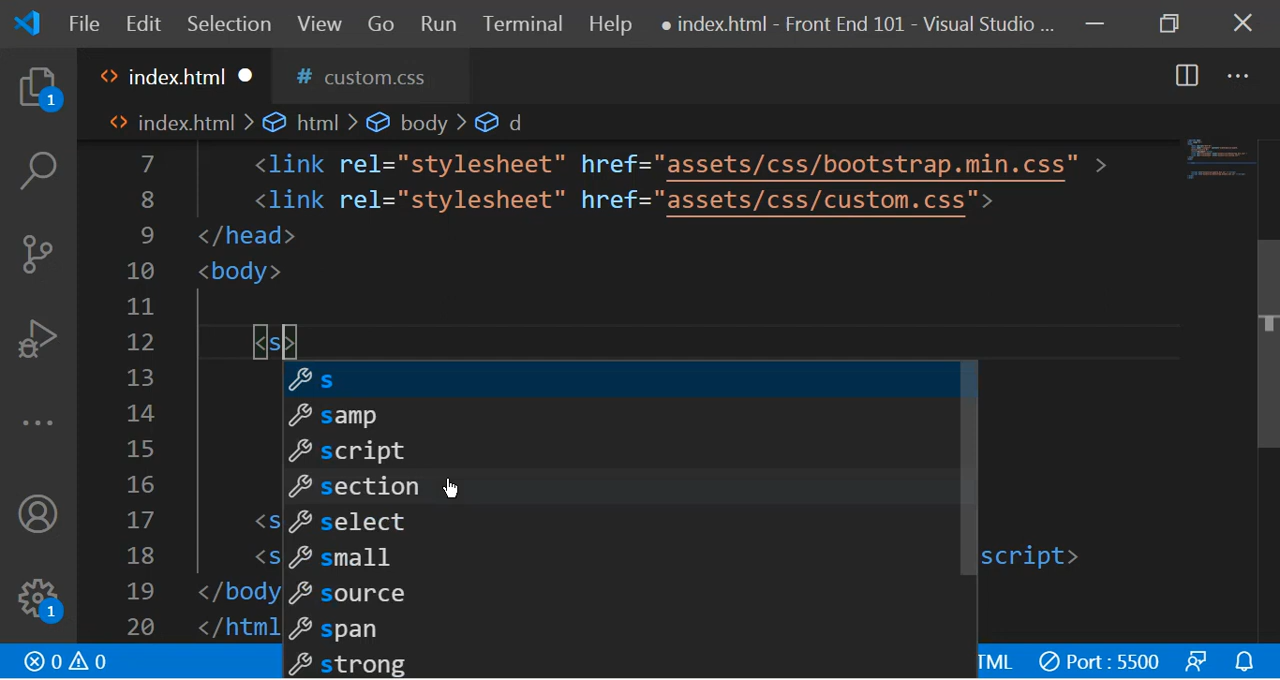 File Edit Selection View Go Run Terminal Help ● index.html - Front End 101 - Visual Studio ...
index.html ● # custom.css
1
index.html > html > body > d
7 <link rel="stylesheet" href="assets/css/bootstrap.min.css" >
8 <link rel="stylesheet" href="assets/css/custom.css">
9 </head>
10 <body>
11
12 <s>
13 s
14 samp
15 script
16 section
17 <s select
18 <s small script>
19 </body source
20 </html span
1
strong
0 0 TML Port : 5500